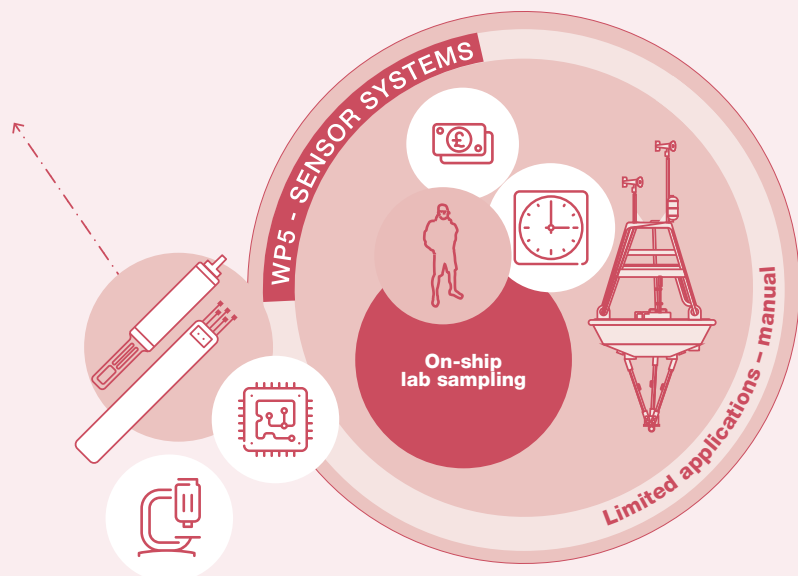 WP5 - SENSOR SYSTEMS
£
On-ship
lab sampling
Limited applications – manual